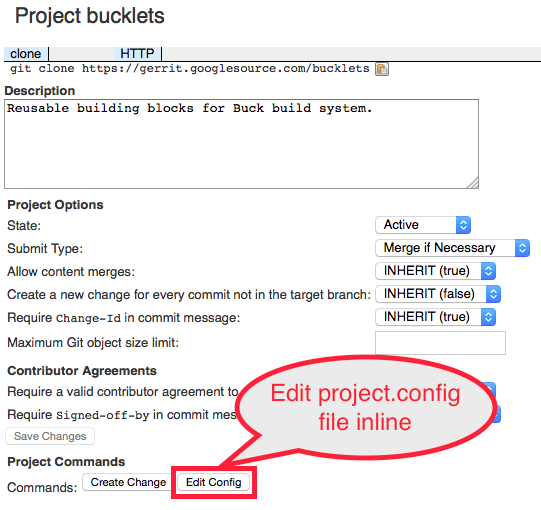 Project bucklets
clone HTTP
git clone https://gerrit.googlesource.com/bucklets
Description
Reusable building blocks for Buck build system.
Project Options
State: Active
Submit Type: Merge if Necessary
Allow content merges: INHERIT (true)
Create a new change for every commit not in the target branch: INHERIT (false)
Require Change-Id in commit message: INHERIT (true)
Maximum Git object size limit:
Contributor Agreements
Require a valid contributor agreement to
Require Signed-off-by in commit mes
Edit project.config
file inline
Save Changes
Project Commands
Commands: Create Change Edit Config